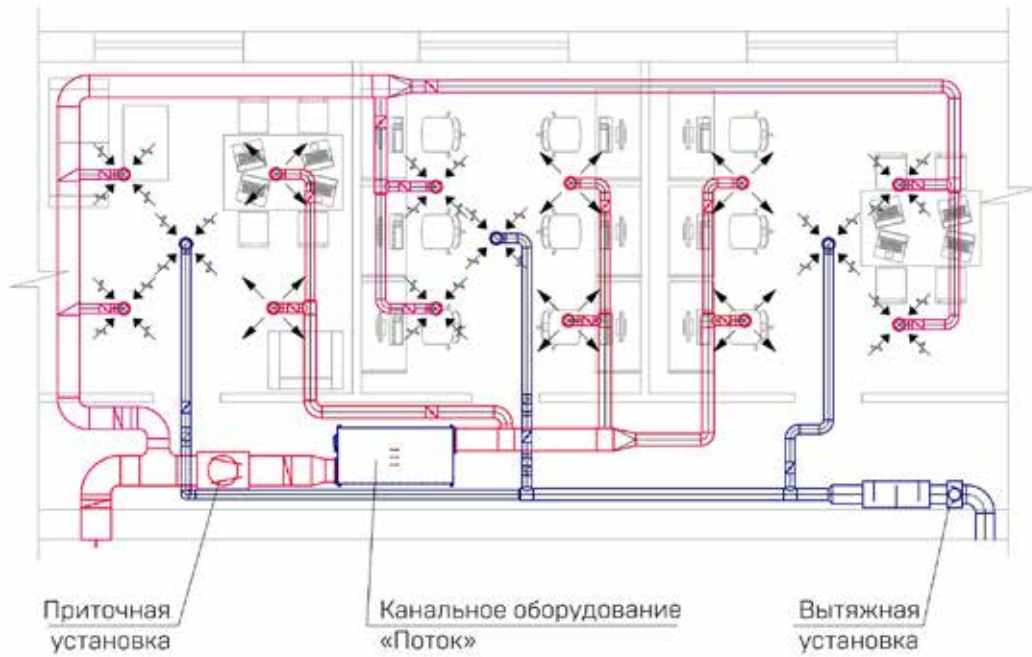 Приточная
установка
Канальное оборудование
«Поток»
Вытяжная
установка